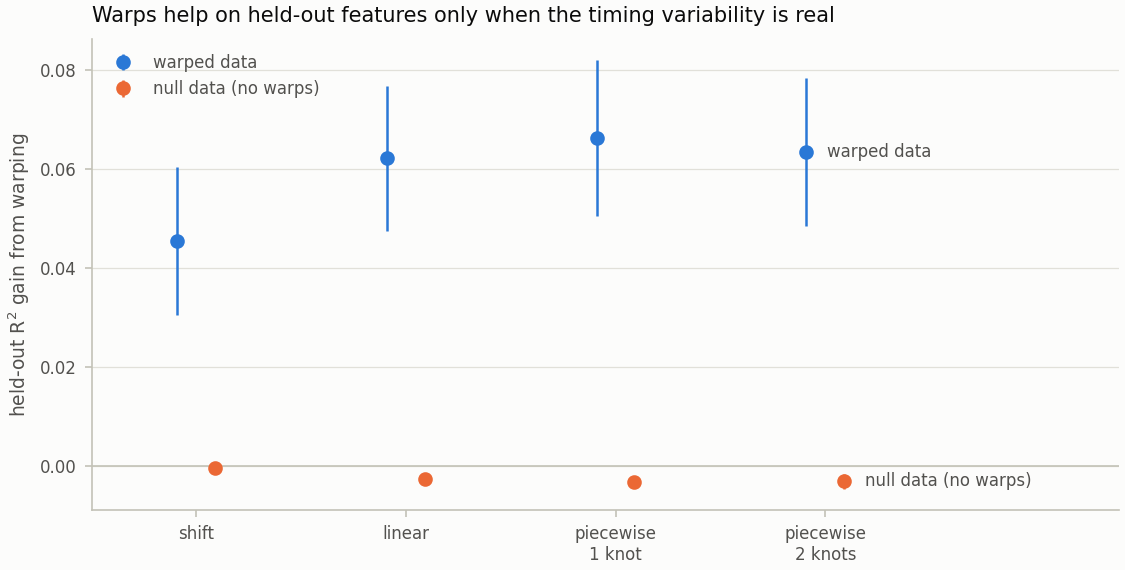 Warps help on held-out features only when the timing variability is real
warped data
null data (no warps)
held-out R² gain from warping
0.08
0.06
0.04
0.02
0.00
warped data
null data (no warps)
shift
linear
piecewise
1 knot
piecewise
2 knots